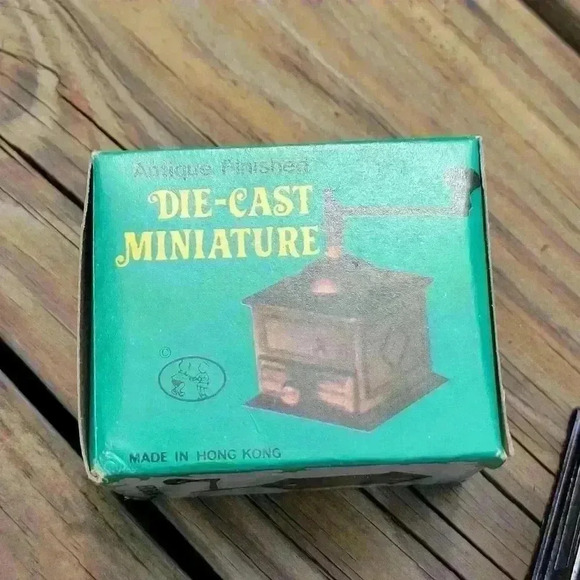 Antique Finished
DIE-CAST
MINIATURE
©
MADE IN HONG KONG